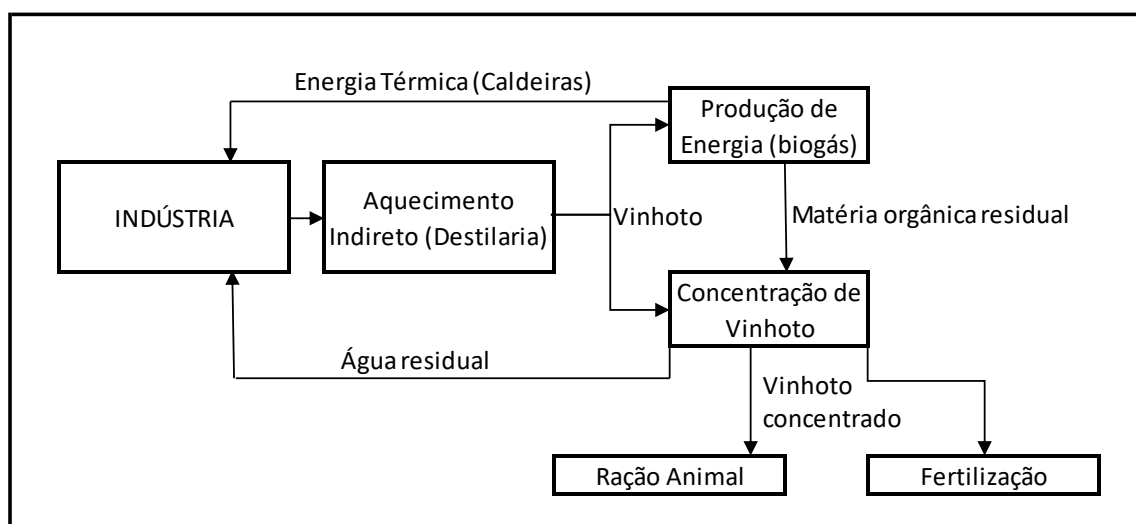 Energia Térmica (Caldeiras)
Produção de
Energia (biogás)
INDÚSTRIA
Aquecimento
Indireto (Destilaria)
Vinhoto
Matéria orgânica residual
Concentração de
Vinhoto
Água residual
Vinhoto
concentrado
Ração Animal
Fertilização